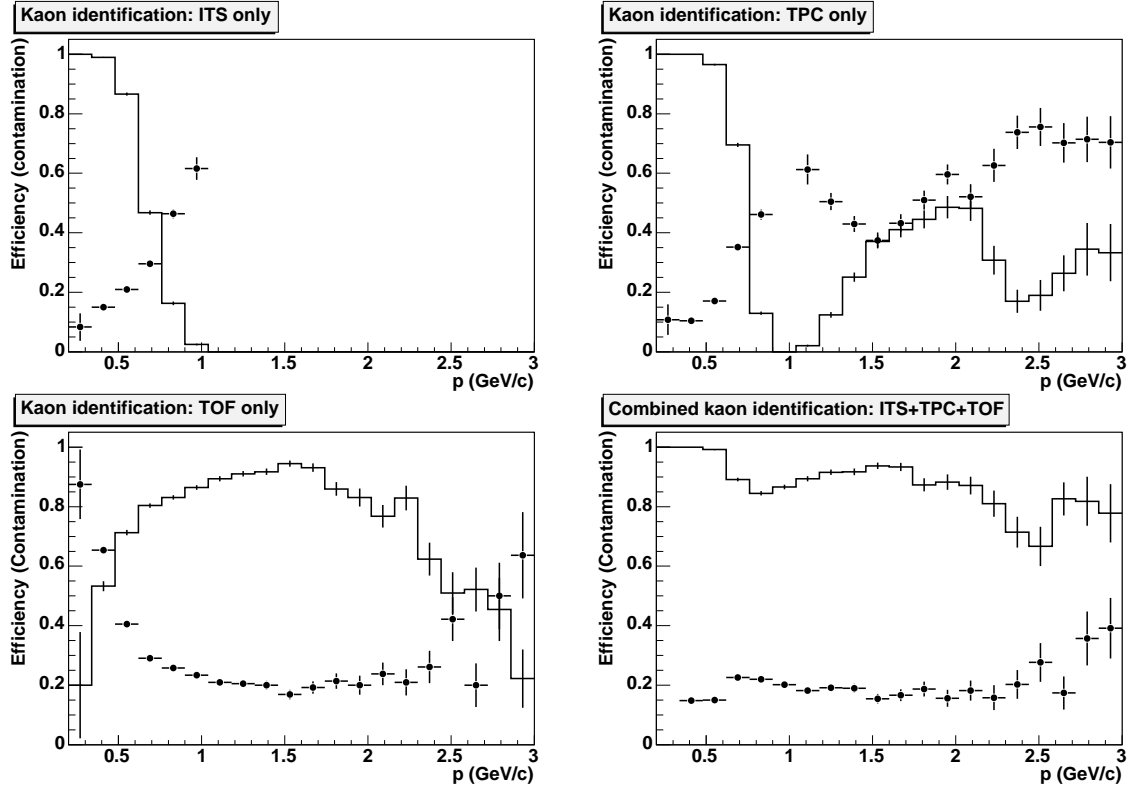 Kaon identification: ITS only
Efficiency (contamination)
1
0.8
0.6
0.4
0.2
0
0.5 1 1.5 2 2.5 3
p (GeV/c)
Kaon identification: TPC only
Efficiency (contamination)
1
0.8
0.6
0.4
0.2
0
0.5 1 1.5 2 2.5 3
p (GeV/c)
Kaon identification: TOF only
Efficiency (Contamination)
1
0.8
0.6
0.4
0.2
0
0.5 1 1.5 2 2.5 3
p (GeV/c)
Combined kaon identification: ITS+TPC+TOF
Efficiency (Contamination)
1
0.8
0.6
0.4
0.2
0
0.5 1 1.5 2 2.5 3
p (GeV/c)